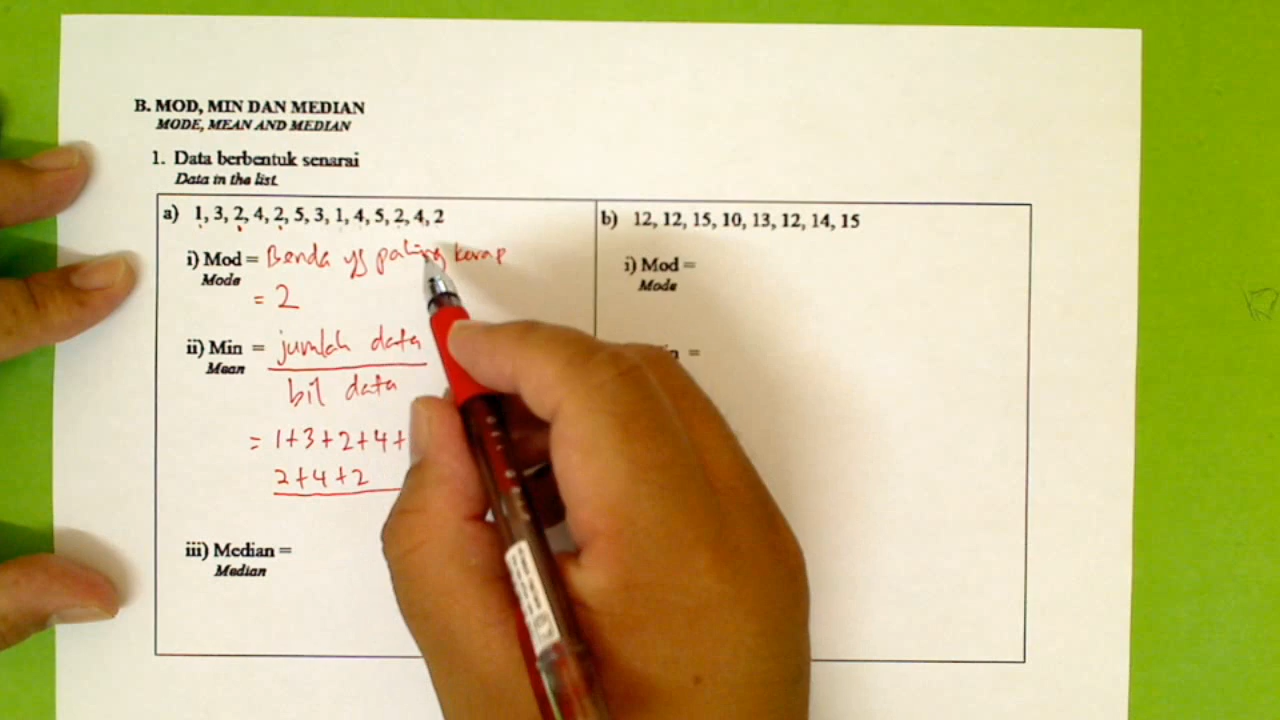 B. MOD, MIN DAN MEDIAN
MODE, MEAN AND MEDIAN
1. Data berbentuk senarai
Data in the list.
a) 1, 3, 2, 4, 2, 5, 3, 1, 4, 5, 2, 4, 2
i) Mod = Benda yg paling kerap
Mode
= 2
ii) Min = jumlah data
Mean
bil data
= 1+3+2+4+
2+4+2
iii) Median =
Median
b) 12, 12, 15, 10, 13, 12, 14, 15
i) Mod =
Mode
=